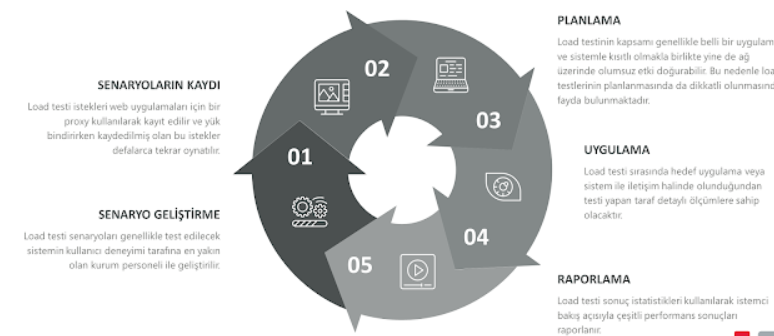 SENARYOLARIN KAYDI
Load testi istekleri web uygulamaları için bir
proxy kullanılarak kayıt edilir ve yük
bindirirken kaydedilmiş olan bu istekler
defalarca tekrar oynatılır.
SENARYO GELİŞTİRME
Load testi senaryoları genellikle test edilecek
sistemin kullanıcı deneyimi tarafına en yakın
olan kurum personeli ile geliştirilir.
01
02
03
04
05
PLANLAMA
Load testinin kapsamı genellikle belli bir uygulam
ve sistemle kısıtlı olmakla birlikte yine de ağ
üzerinde olumsuz etki doğurabilir. Bu nedenle loa
testlerinin planlanmasında da dikkatli olunmasınd
fayda bulunmaktadır.
UYGULAMA
Load testi sırasında hedef uygulama veya
sistem ile iletişim halinde olunduğundan
testi yapan taraf detaylı ölçümlere sahip
olacaktır.
RAPORLAMA
Load testi sonuç istatistikleri kullanılarak istemci
bakış açısıyla çeşitli performans sonuçları
raporlanır.